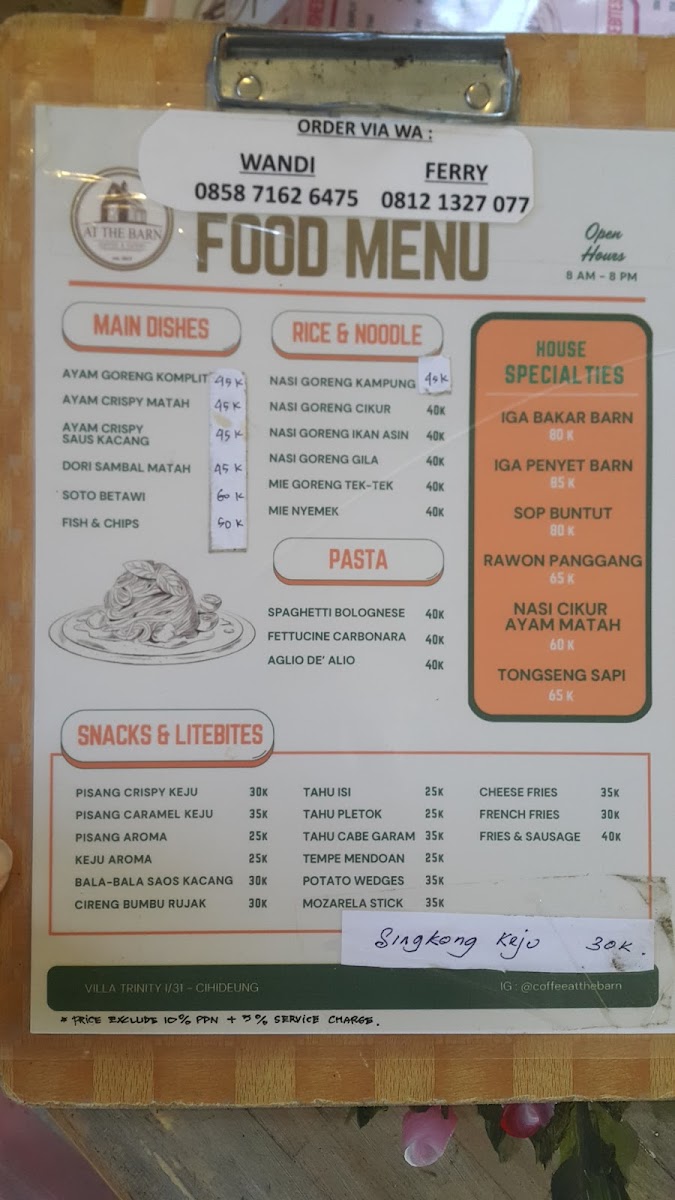 ORDER VIA WA :
WANDI
0858 7162 6475
FERRY
0812 1327 077
AT THE BARN
FOOD MENU
Open
Hours
8 AM - 8 PM
MAIN DISHES
AYAM GORENG KOMPLIT 45K
AYAM CRISPY MATAH 45K
AYAM CRISPY
SAUS KACANG 45K
DORI SAMBAL MATAH 45K
SOTO BETAWI 60K
FISH & CHIPS 50K
RICE & NOODLE
NASI GORENG KAMPUNG 45K
NASI GORENG CIKUR 40K
NASI GORENG IKAN ASIN 40K
NASI GORENG GILA 40K
MIE GORENG TEK-TEK 40K
MIE NYEMEK 40K
PASTA
SPAGHETTI BOLOGNESE 40K
FETTUCINE CARBONARA 40K
AGLIO DE' ALIO 40K
HOUSE
SPECIALTIES
IGA BAKAR BARN
80 K
IGA PENYET BARN
85 K
SOP BUNTUT
80 K
RAWON PANGGANG
65 K
NASI CIKUR
AYAM MATAH
60 K
TONGSENG SAPI
65 K
SNACKS & LITEBITES
PISANG CRISPY KEJU 30K
PISANG CARAMEL KEJU 35K
PISANG AROMA 25K
KEJU AROMA 25K
BALA-BALA SAOS KACANG 30K
CIRENG BUMBU RUJAK 30K
TAHU ISI 25K
TAHU PLETOK 25K
TAHU CABE GARAM 35K
TEMPE MENDOAN 25K
POTATO WEDGES 35K
MOZARELA STICK 35K
CHEESE FRIES 35K
FRENCH FRIES 30K
FRIES & SAUSAGE 40K
Singkong Keju 30K.
VILLA TRINITY I/31 - CIHIDEUNG
IG : @coffeeatthebarn
* PRICE EXCLUDE 10% PPN + 5% SERVICE CHARGE.